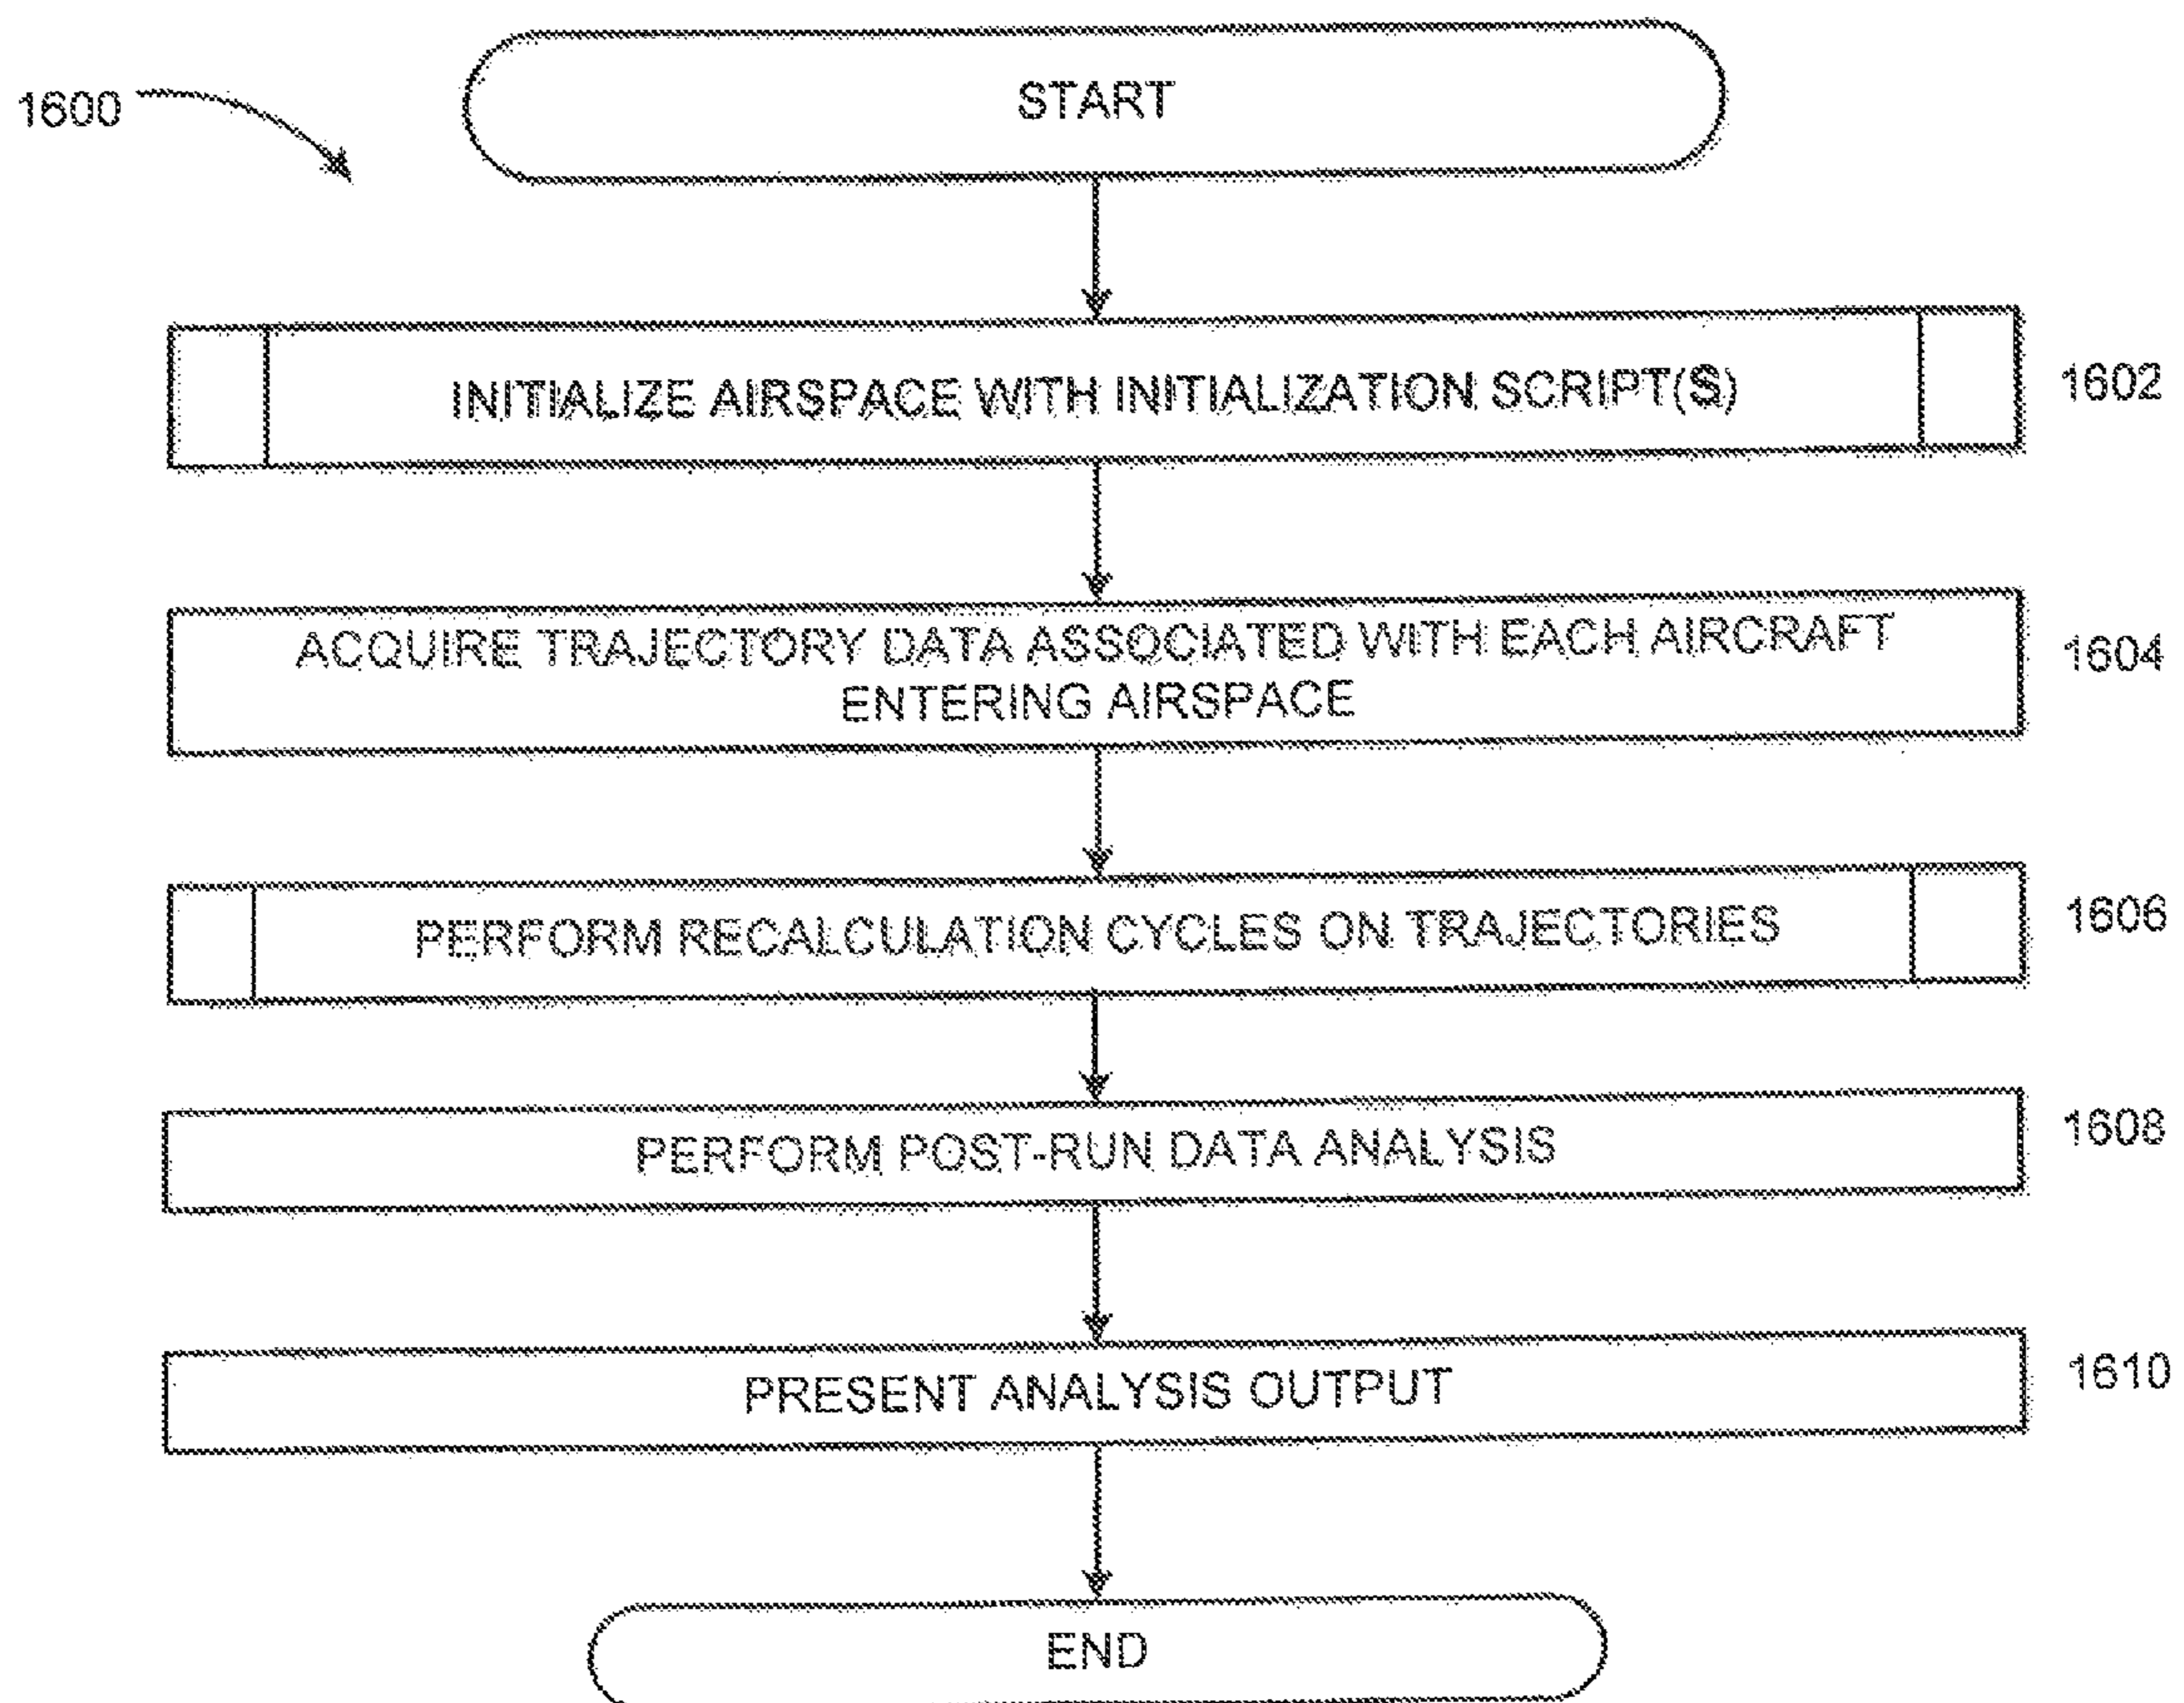 1600
START
INITIALIZE AIRSPACE WITH INITIALIZATION SCRIPT(S)
1602
ACQUIRE TRAJECTORY DATA ASSOCIATED WITH EACH AIRCRAFT
ENTERING AIRSPACE
1604
PERFORM RECALCULATION CYCLES ON TRAJECTORIES
1606
PERFORM POST-RUN DATA ANALYSIS
1608
PRESENT ANALYSIS OUTPUT
1610
END